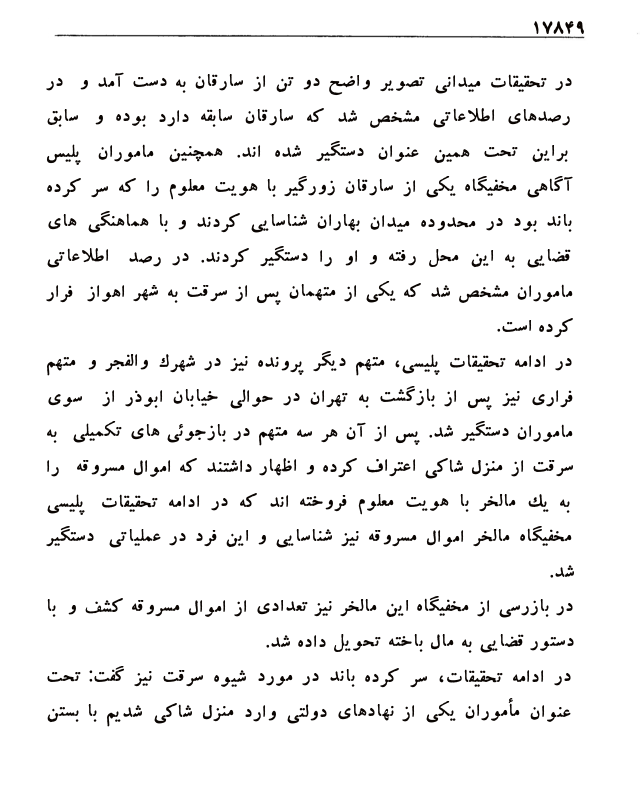 ۱۷۸۴۹
در تحقیقات میدانی تصویر واضح دو تن از سارقان به دست آمد و در
رصدهای اطلاعاتی مشخص شد که سارقان سابقه دارد بوده و سابق
براین تحت همین عنوان دستگیر شده اند. همچنین ماموران پلیس
آگاهی مخفیگاه یکی از سارقان زورگیر با هویت معلوم را که سر کرده
باند بود در محدوده میدان بهاران شناسایی کردند و با هماهنگی های
قضایی به این محل رفته و او را دستگیر کردند. در رصد اطلاعاتی
ماموران مشخص شد که یکی از متهمان پس از سرقت به شهر اهواز فرار
کرده است.
در ادامه تحقیقات پلیسی، متهم دیگر پرونده نیز در شهرك والفجر و متهم
فراری نیز پس از بازگشت به تهران در حوالی خیابان ابوذر از سوی
ماموران دستگیر شد. پس از آن هر سه متهم در بازجوئی های تکمیلی به
سرقت از منزل شاکی اعتراف کرده و اظهار داشتند که اموال مسروقه را
به یك مالخر با هویت معلوم فروخته اند که در ادامه تحقیقات پلیسی
مخفیگاه مالخر اموال مسروقه نیز شناسایی و این فرد در عملیاتی دستگیر
شد.
در بازرسی از مخفیگاه این مالخر نیز تعدادی از اموال مسروقه کشف و با
دستور قضایی به مال باخته تحویل داده شد.
در ادامه تحقیقات، سر کرده باند در مورد شیوه سرقت نیز گفت: تحت
عنوان مأموران یکی از نهادهای دولتی وارد منزل شاکی شدیم با بستن